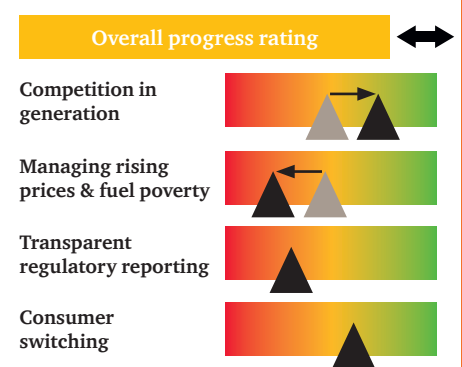 Overall progress rating
Competition in
generation
Managing rising
prices & fuel poverty
Transparent
regulatory reporting
Consumer
switching